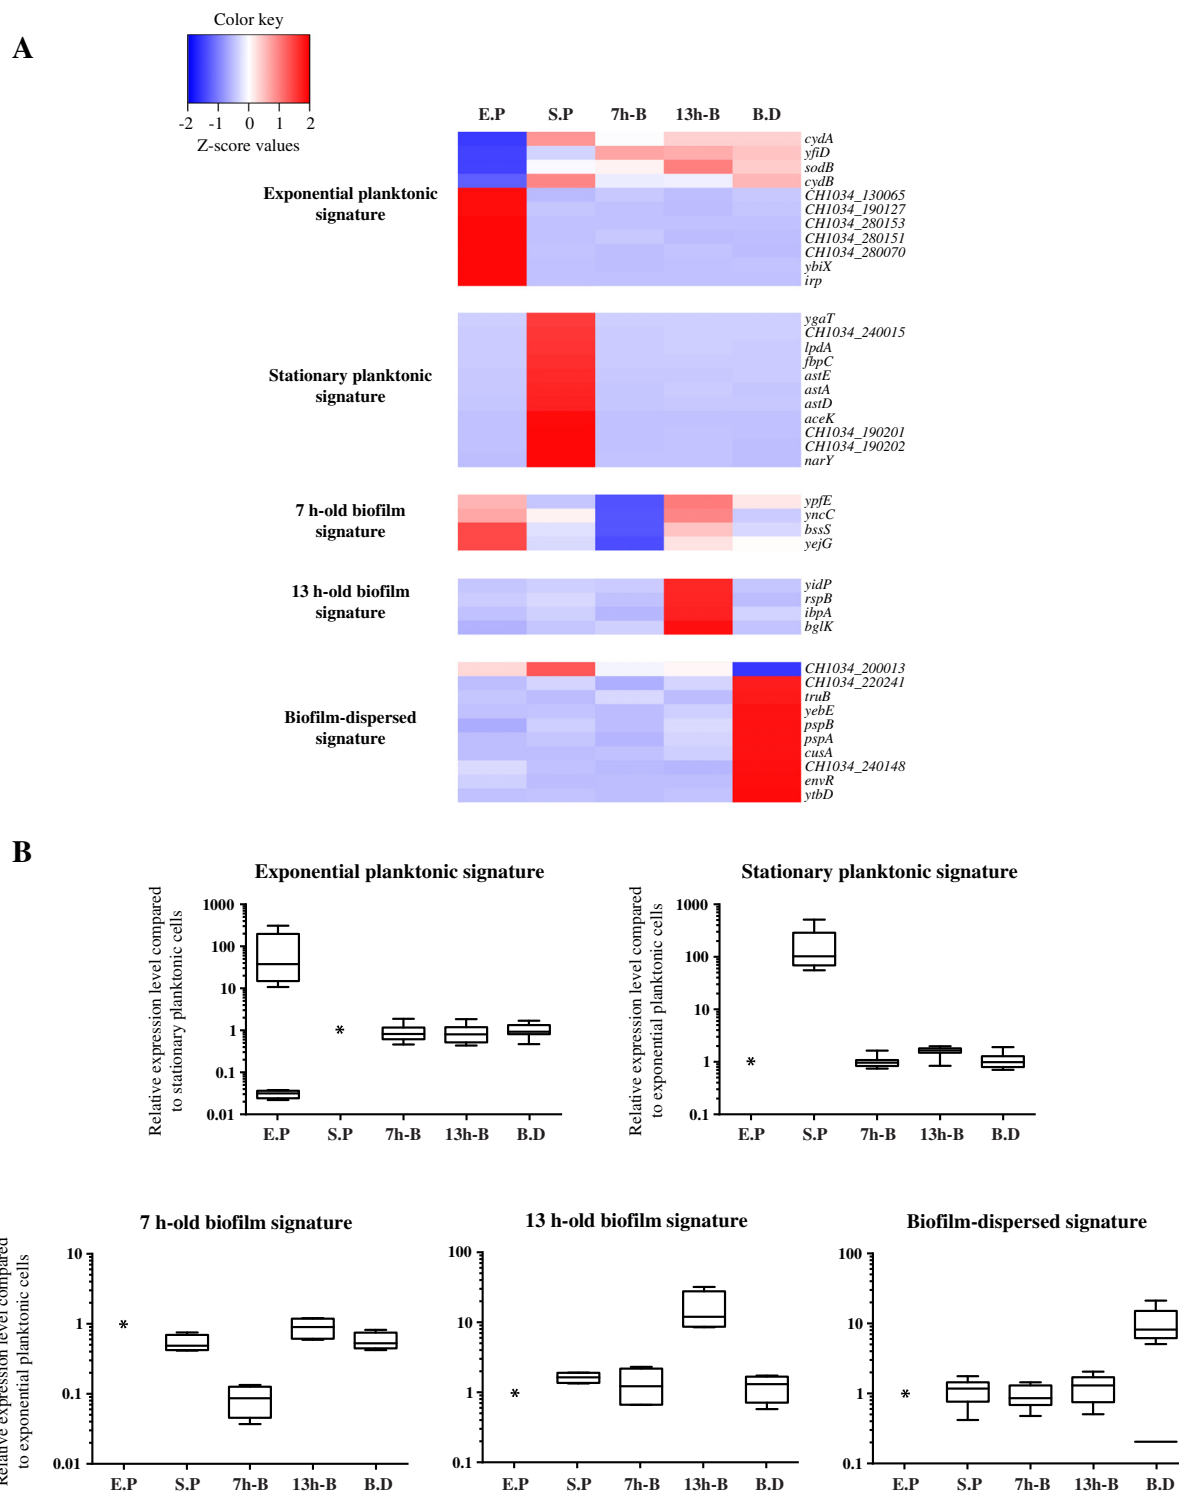 A
Color key
-2 -1 0 1 2
Z-score values
E.P S.P 7h-B 13h-B B.D
Exponential planktonic
signature
cydA
yfiD
sodB
cydB
CH1034_130065
CH1034_190127
CH1034_280153
CH1034_280151
CH1034_280070
ybiX
irp
Stationary planktonic
signature
ygaT
CH1034_240015
lpdA
fbpC
astE
astA
astD
aceK
CH1034_190201
CH1034_190202
narY
7 h-old biofilm
signature
ypfE
yncC
bssS
yejG
13 h-old biofilm
signature
yidP
rspB
ibpA
bglK
Biofilm-dispersed
signature
CH1034_200013
CH1034_220241
truB
yebE
pspB
pspA
cusA
CH1034_240148
envR
ytbD
B
Exponential planktonic signature
Relative expression level compared
to stationary planktonic cells
1000
100
10
1
0.1
0.01
*
E.P S.P 7h-B 13h-B B.D
Stationary planktonic signature
Relative expression level compared
to exponential planktonic cells
1000
100
10
1
0.1
*
E.P S.P 7h-B 13h-B B.D
7 h-old biofilm signature
Relative expression level compared
to exponential planktonic cells
10
1
0.1
0.01
*
E.P S.P 7h-B 13h-B B.D
13 h-old biofilm signature
100
10
1
0.1
*
E.P S.P 7h-B 13h-B B.D
Biofilm-dispersed signature
100
10
1
0.1
*
E.P S.P 7h-B 13h-B B.D